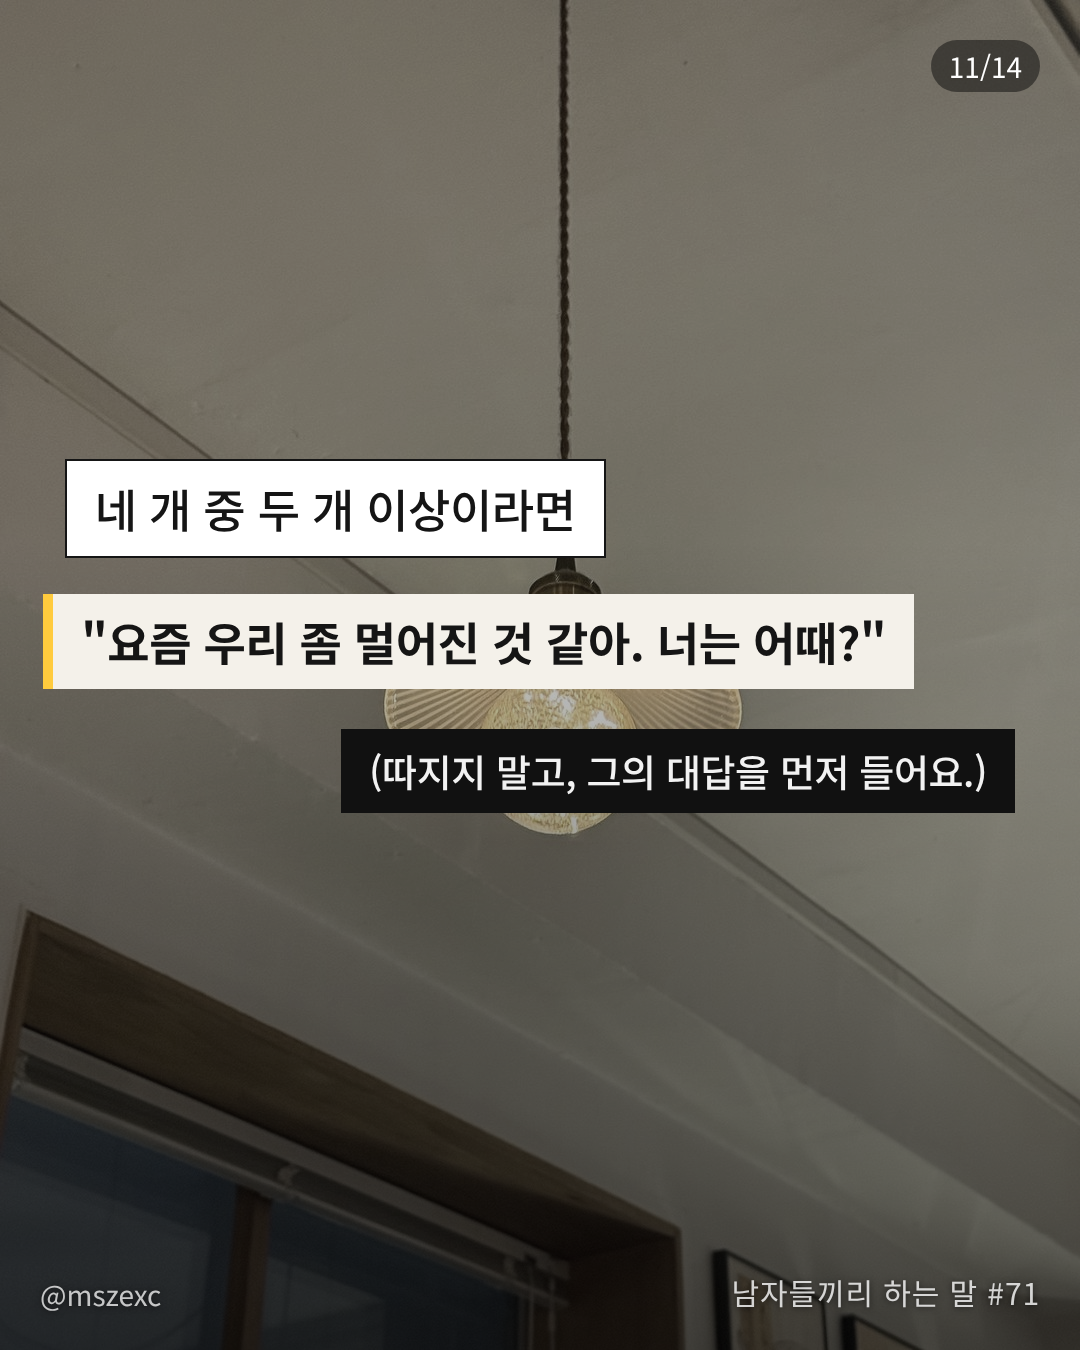 11/14
네 개 중 두 개 이상이라면
"요즘 우리 좀 멀어진 것 같아. 너는 어때?"
(따지지 말고, 그의 대답을 먼저 들어요.)
@mszexc
남자들끼리 하는 말 #71